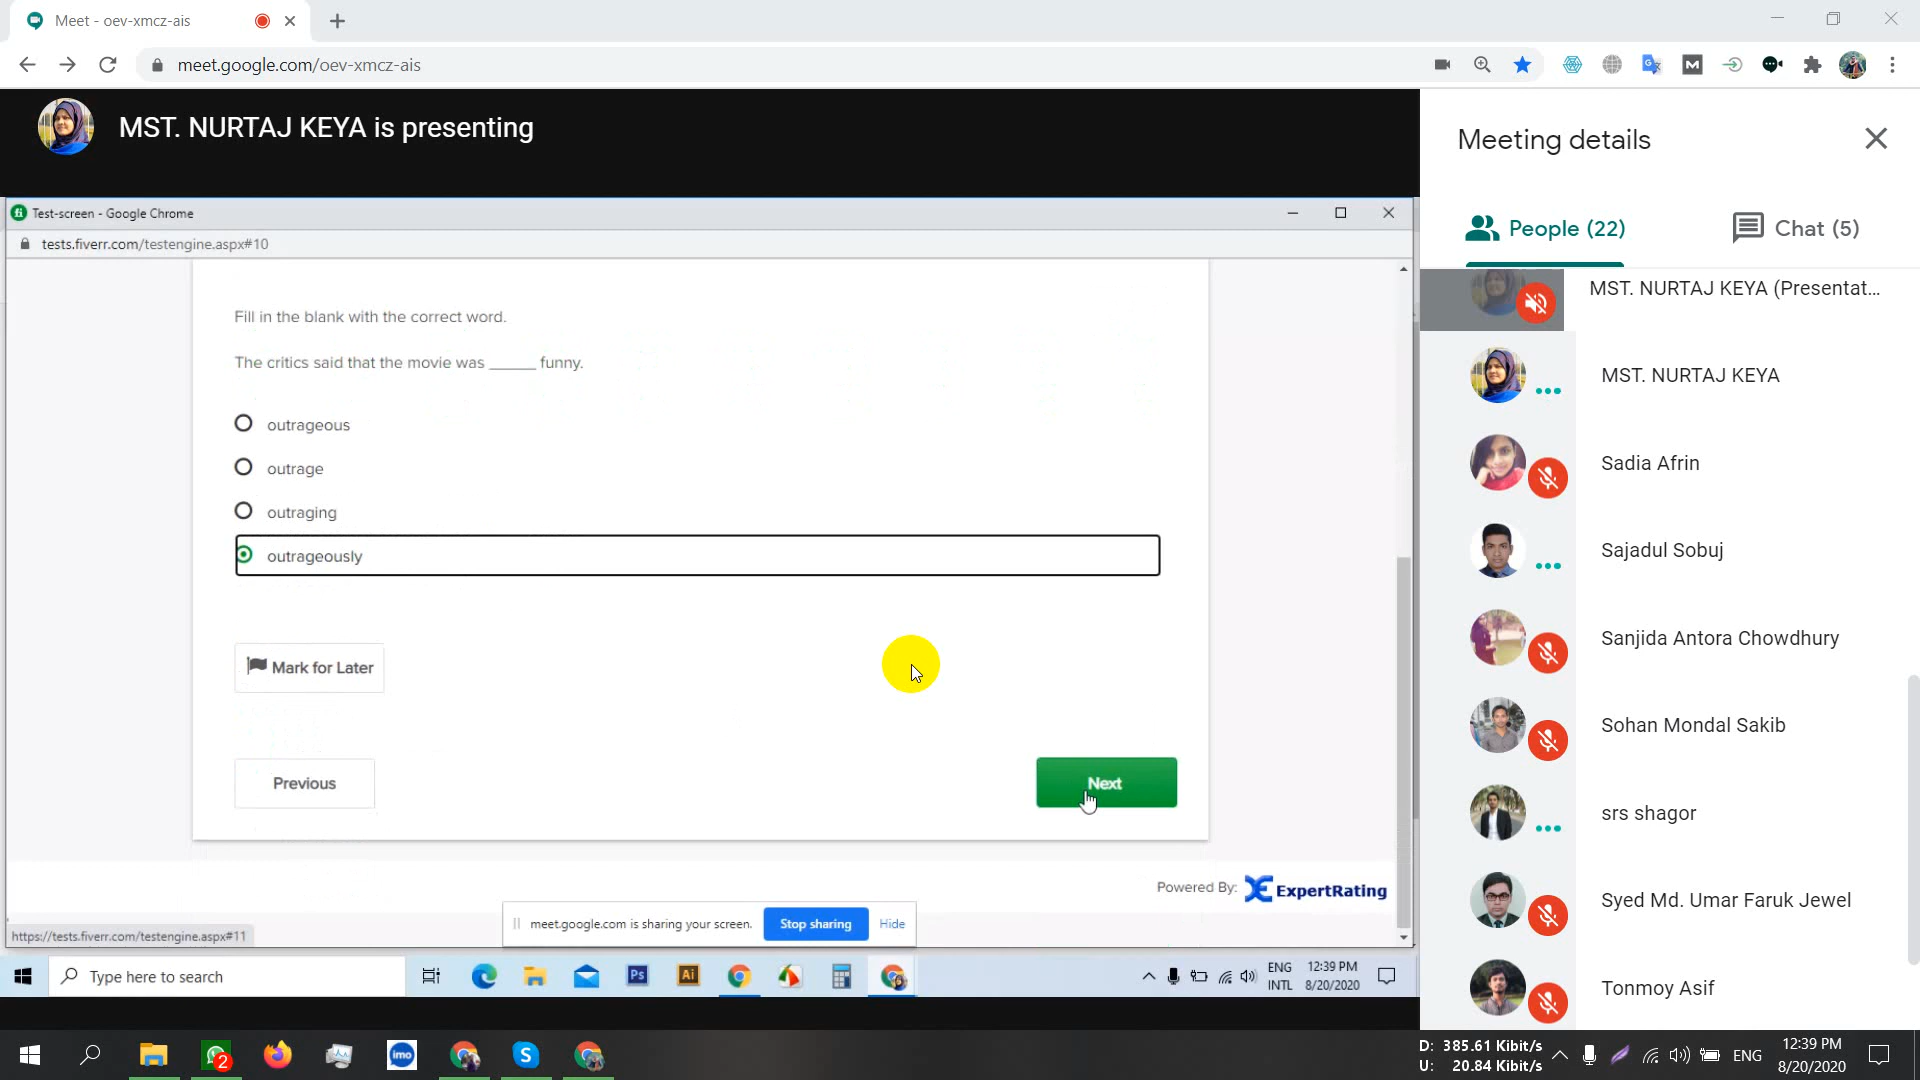 Meet - oev-xmcz-ais
meet.google.com/oev-xmcz-ais
MST. NURTAJ KEYA is presenting
Test-screen - Google Chrome
tests.fiverr.com/testengine.aspx#10
Fill in the blank with the correct word.
The critics said that the movie was ______ funny.
outrageous
outrage
outraging
outrageously
Mark for Later
Previous
Next
Powered By: ExpertRating
meet.google.com is sharing your screen. Stop sharing Hide
https://tests.fiverr.com/testengine.aspx#11
Type here to search
Ps
Ai
ENG
INTL
12:39 PM
8/20/2020
Meeting details
People (22)
Chat (5)
MST. NURTAJ KEYA (Presentat...
MST. NURTAJ KEYA
Sadia Afrin
Sajadul Sobuj
Sanjida Antora Chowdhury
Sohan Mondal Sakib
srs shagor
Syed Md. Umar Faruk Jewel
Tonmoy Asif
2
imo
D: 385.61 Kibit/s
U: 20.84 Kibit/s
ENG
12:39 PM
8/20/2020